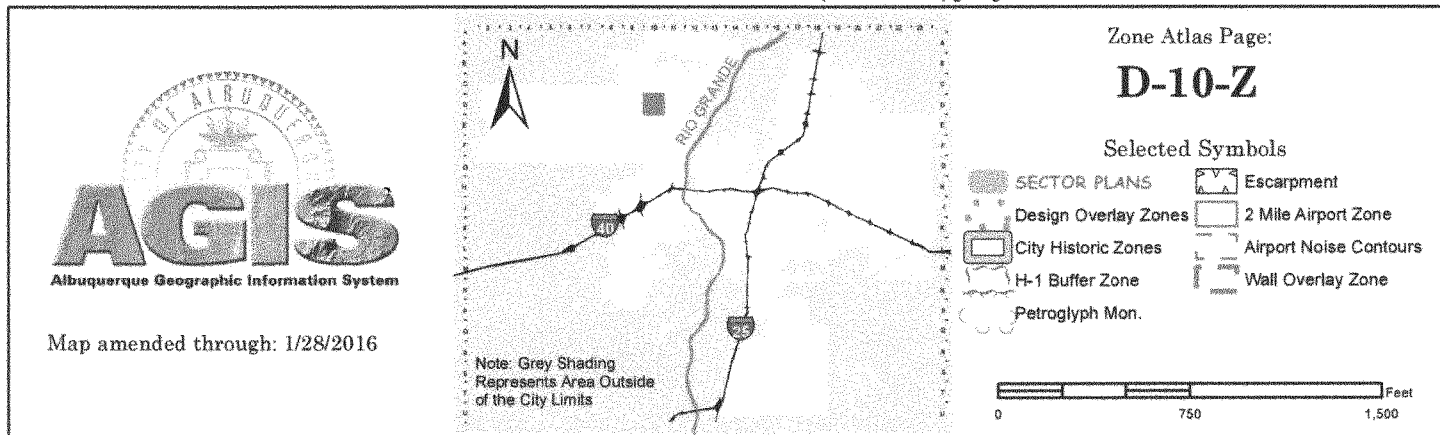 CITY OF ALBUQUERQUE
AGIS
Albuquerque Geographic Information System
Map amended through: 1/28/2016
N
RIO GRANDE
40
25
Note: Grey Shading
Represents Area Outside
of the City Limits
Zone Atlas Page:
D-10-Z
Selected Symbols
SECTOR PLANS
Escarpment
Design Overlay Zones
2 Mile Airport Zone
City Historic Zones
Airport Noise Contours
H-1 Buffer Zone
Wall Overlay Zone
Petroglyph Mon.
Feet
0
750
1,500